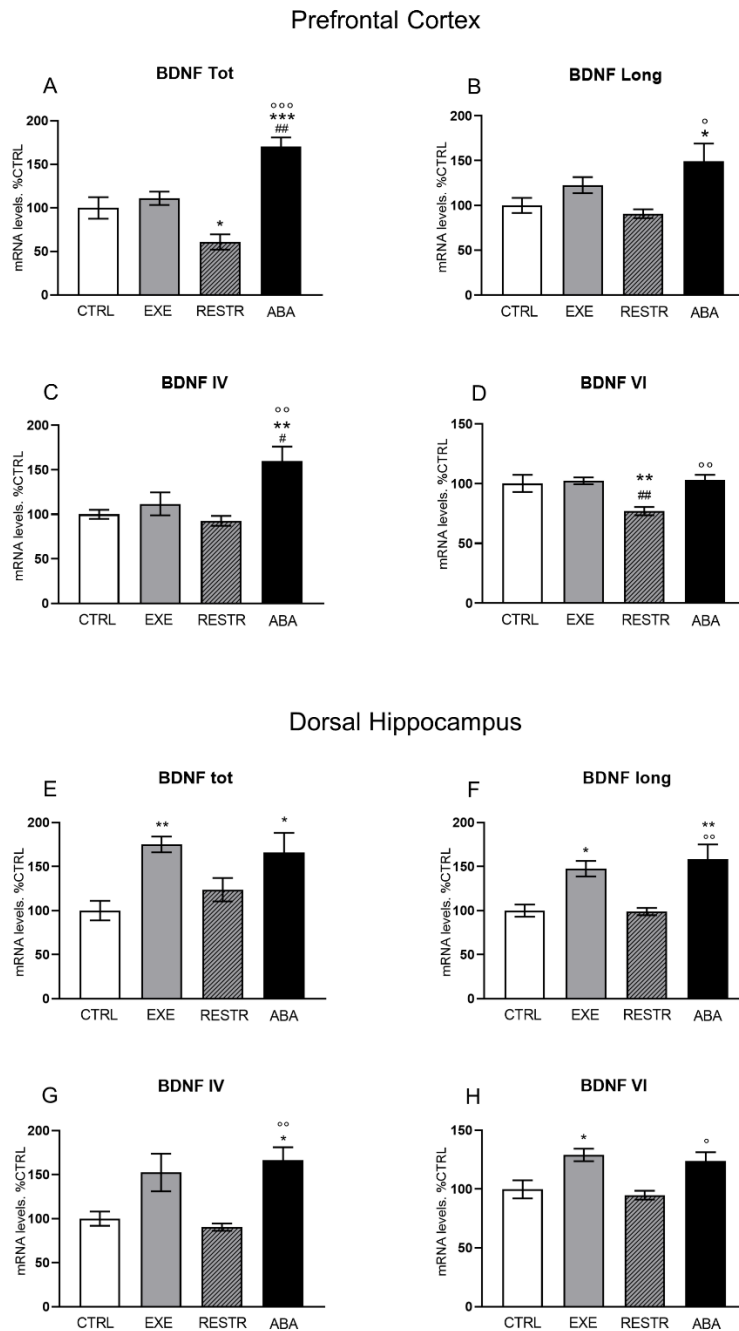 Prefrontal Cortex
A
BDNF Tot
mRNA levels. %CTRL
200
150
100
50
0
°°°
***
##
*
CTRL EXE RESTR ABA
B
BDNF Long
mRNA levels. %CTRL
200
150
100
50
0
°
*
CTRL EXE RESTR ABA
C
BDNF IV
mRNA levels. %CTRL
200
150
100
50
0
°°
**
#
CTRL EXE RESTR ABA
D
BDNF VI
mRNA levels. %CTRL
150
100
50
0
**
##
°°
CTRL EXE RESTR ABA
Dorsal Hippocampus
E
BDNF tot
mRNA levels. %CTRL
200
150
100
50
0
**
*
CTRL EXE RESTR ABA
F
BDNF long
mRNA levels. %CTRL
200
150
100
50
0
*
**
°°
CTRL EXE RESTR ABA
G
BDNF IV
mRNA levels. %CTRL
200
150
100
50
0
°°
*
CTRL EXE RESTR ABA
H
BDNF VI
mRNA levels. %CTRL
150
100
50
0
*
°
CTRL EXE RESTR ABA